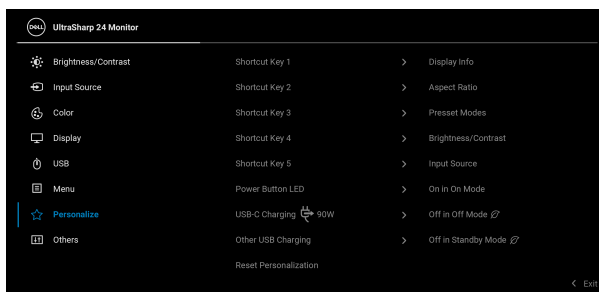 DELL UltraSharp 24 Monitor
Brightness/Contrast Shortcut Key 1 > Display Info
Input Source Shortcut Key 2 > Aspect Ratio
Color Shortcut Key 3 > Presset Modes
Display Shortcut Key 4 > Brightness/Contrast
USB Shortcut Key 5 > Input Source
Menu Power Button LED > On in On Mode
Personalize USB-C Charging 90W > Off in Off Mode
Others Other USB Charging > Off in Standby Mode
Reset Personalization
< Exit